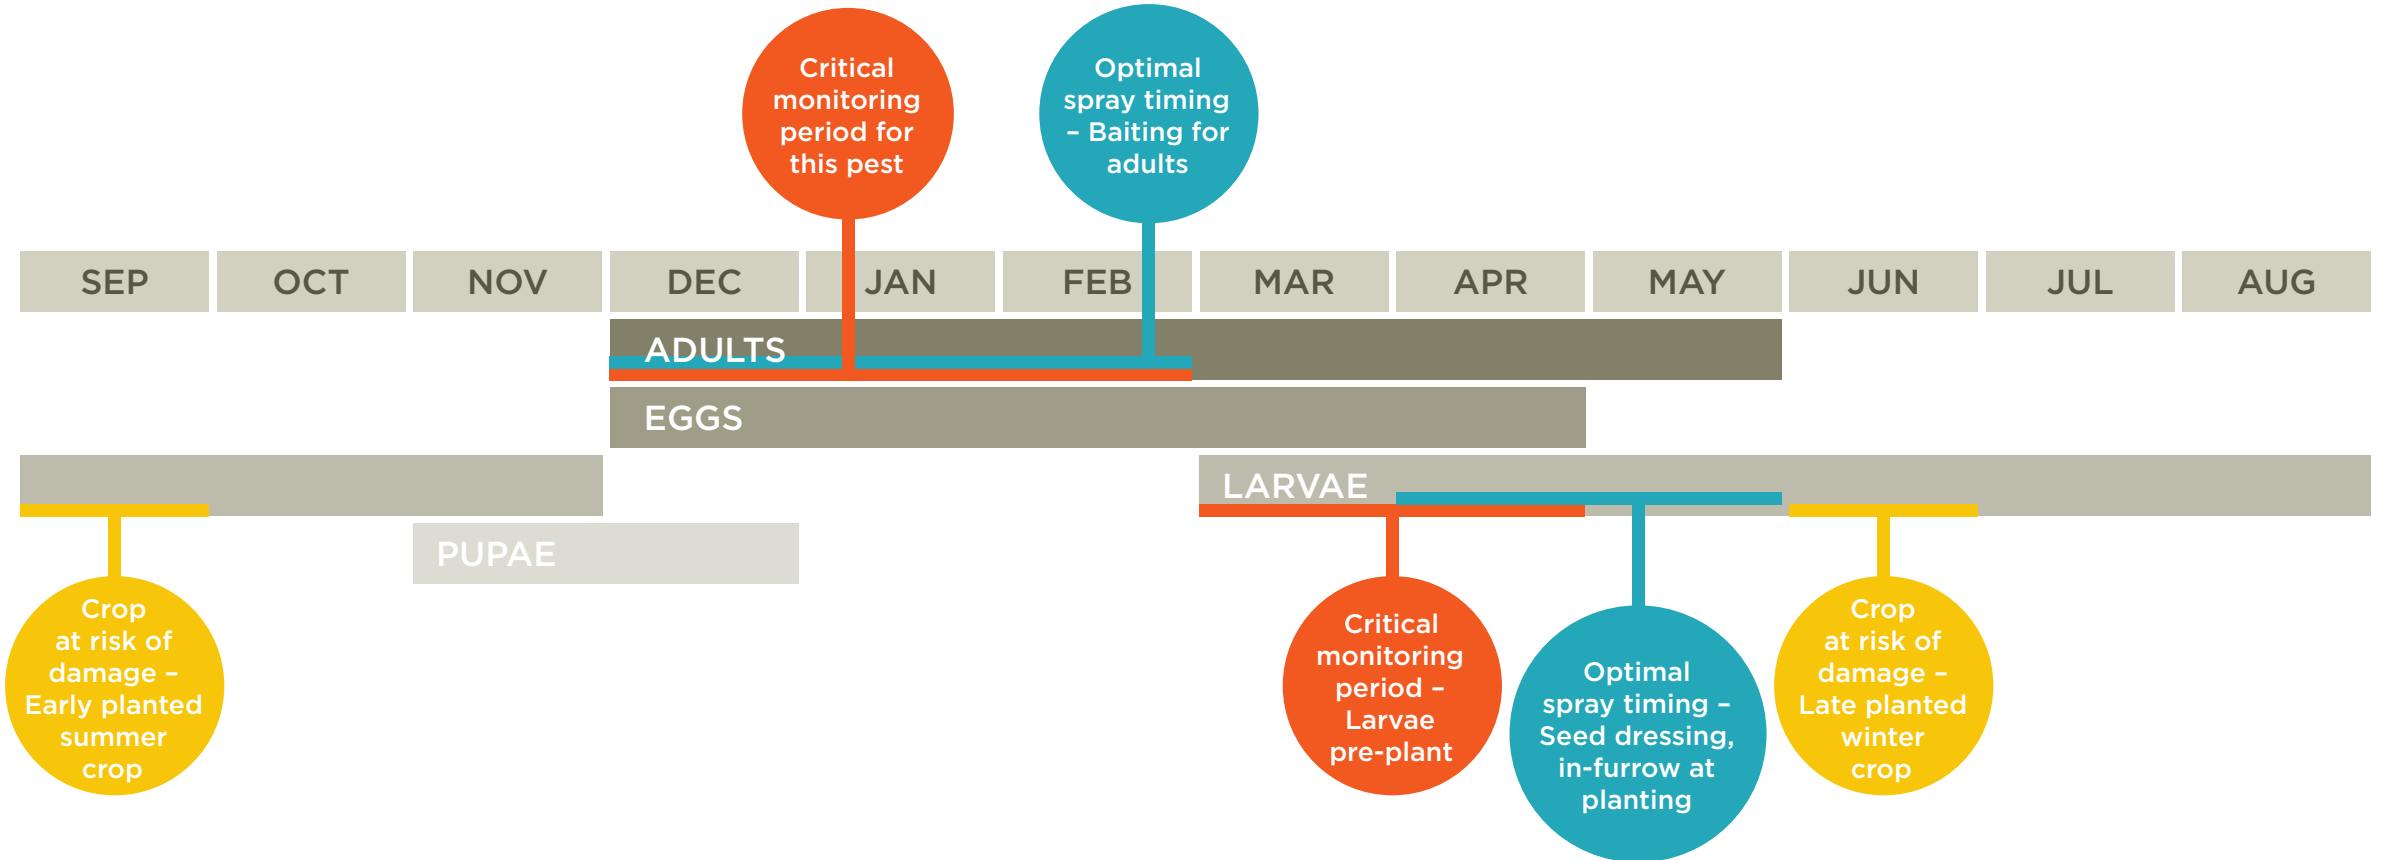 Critical
monitoring
period for
this pest
Optimal
spray timing
– Baiting for
adults
SEP
OCT
NOV
DEC
JAN
FEB
MAR
APR
MAY
JUN
JUL
AUG
ADULTS
EGGS
LARVAE
PUPAE
Crop
at risk of
damage –
Early planted
summer
crop
Critical
monitoring
period –
Larvae
pre-plant
Optimal
spray timing –
Seed dressing,
in-furrow at
planting
Crop
at risk of
damage –
Late planted
winter
crop